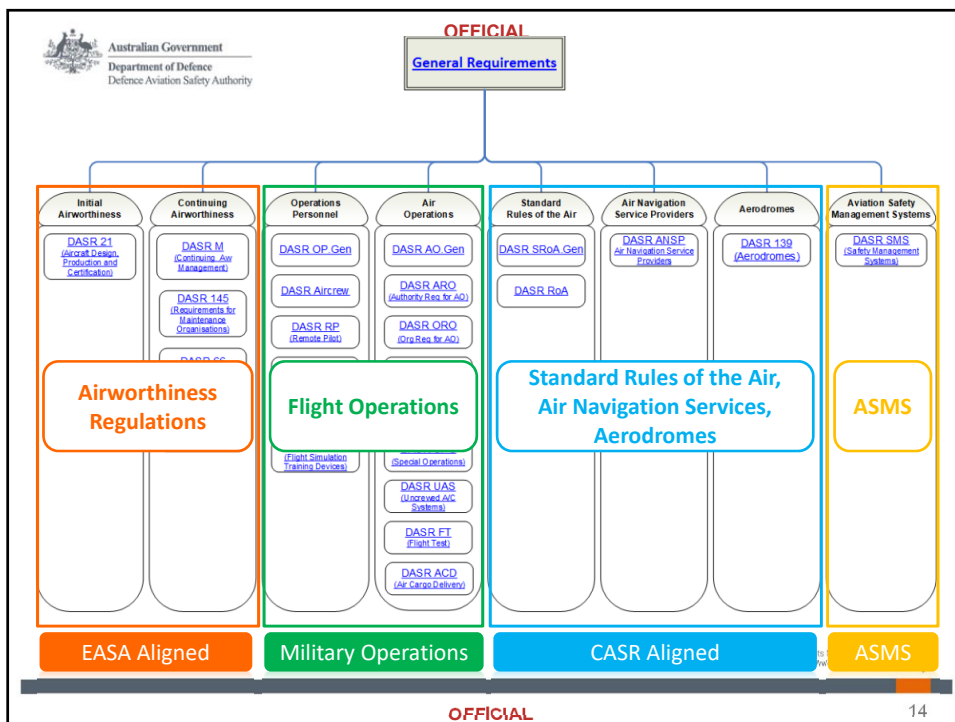 OFFICIAL
Australian Government
Department of Defence
Defence Aviation Safety Authority
General Requirements
Initial
Airworthiness
DASR 21
(Aircraft Design,
Production and
Certification)
Continuing
Airworthiness
DASR M
(Continuing Aw
Management)
DASR 145
(Requirements for
Maintenance
Organisations)
Operations
Personnel
DASR OP.Gen
DASR Aircrew
DASR RP
(Remote Pilot)
(Flight Simulation
Training Devices)
Air
Operations
DASR AO.Gen
DASR ARO
(Authority Req for AO)
DASR ORO
(Org Req for AO)
(Special Operations)
DASR UAS
(Uncrewed A/C
Systems)
DASR FT
(Flight Test)
DASR ACD
(Air Cargo Delivery)
Standard
Rules of the Air
DASR SRoA.Gen
DASR RoA
Air Navigation
Service Providers
DASR ANSP
Air Navigation Service
Providers
Aerodromes
DASR 139
(Aerodromes)
Aviation Safety
Management Systems
DASR SMS
(Safety Management
Systems)
Airworthiness
Regulations
Flight Operations
Standard Rules of the Air,
Air Navigation Services,
Aerodromes
ASMS
EASA Aligned
Military Operations
CASR Aligned
ASMS
OFFICIAL
14